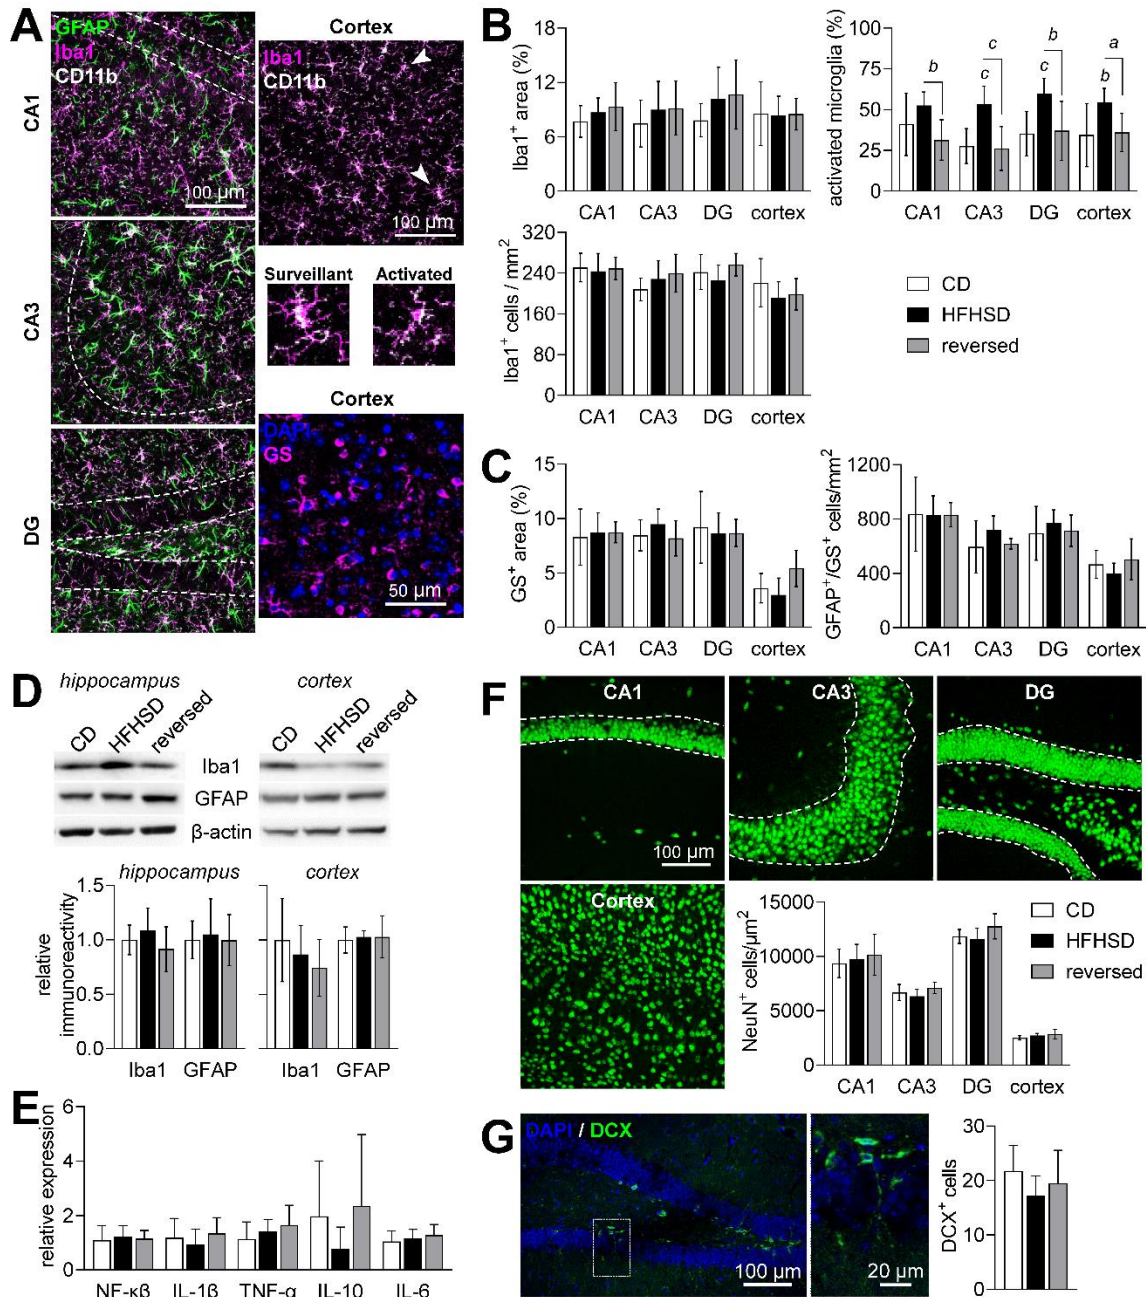 A
GFAP
Iba1
CD11b
CA1
100 µm
CA3
DG
Cortex
Iba1
CD11b
100 µm
Surveillant
Activated
Cortex
DAPI
GS
50 µm
B
Iba1⁺ area (%)
18
12
6
0
CA1 CA3 DG cortex
activated microglia (%)
100
75
50
25
0
b
c
c
b
c
a
b
CA1 CA3 DG cortex
Iba1⁺ cells / mm²
320
240
160
80
0
CA1 CA3 DG cortex
CD
HFHSD
reversed
C
GS⁺ area (%)
15
10
5
0
CA1 CA3 DG cortex
GFAP⁺/GS⁺ cells/mm²
1200
800
400
0
CA1 CA3 DG cortex
D
hippocampus
CD HFHSD reversed
cortex
CD HFHSD reversed
Iba1
GFAP
β-actin
relative
immunoreactivity
hippocampus
cortex
1.5
1.0
0.5
0.0
Iba1 GFAP
Iba1 GFAP
E
relative expression
6
4
2
0
NF-κβ IL-1β TNF-α IL-10 IL-6
F
CA1
100 µm
CA3
DG
Cortex
NeuN⁺ cells/µm²
15000
10000
5000
0
CA1 CA3 DG cortex
CD
HFHSD
reversed
G
DAPI / DCX
100 µm
20 µm
DCX⁺ cells
30
20
10
0